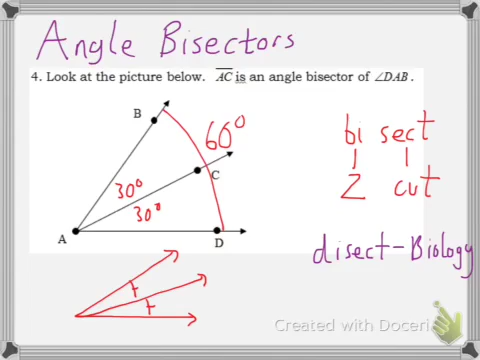 Angle Bisectors
4. Look at the picture below. AC is an angle bisector of ∠DAB.
B
60°
bi sect
C
30°
2 cut
30°
A
D
disect - Biology
Created with Doceri